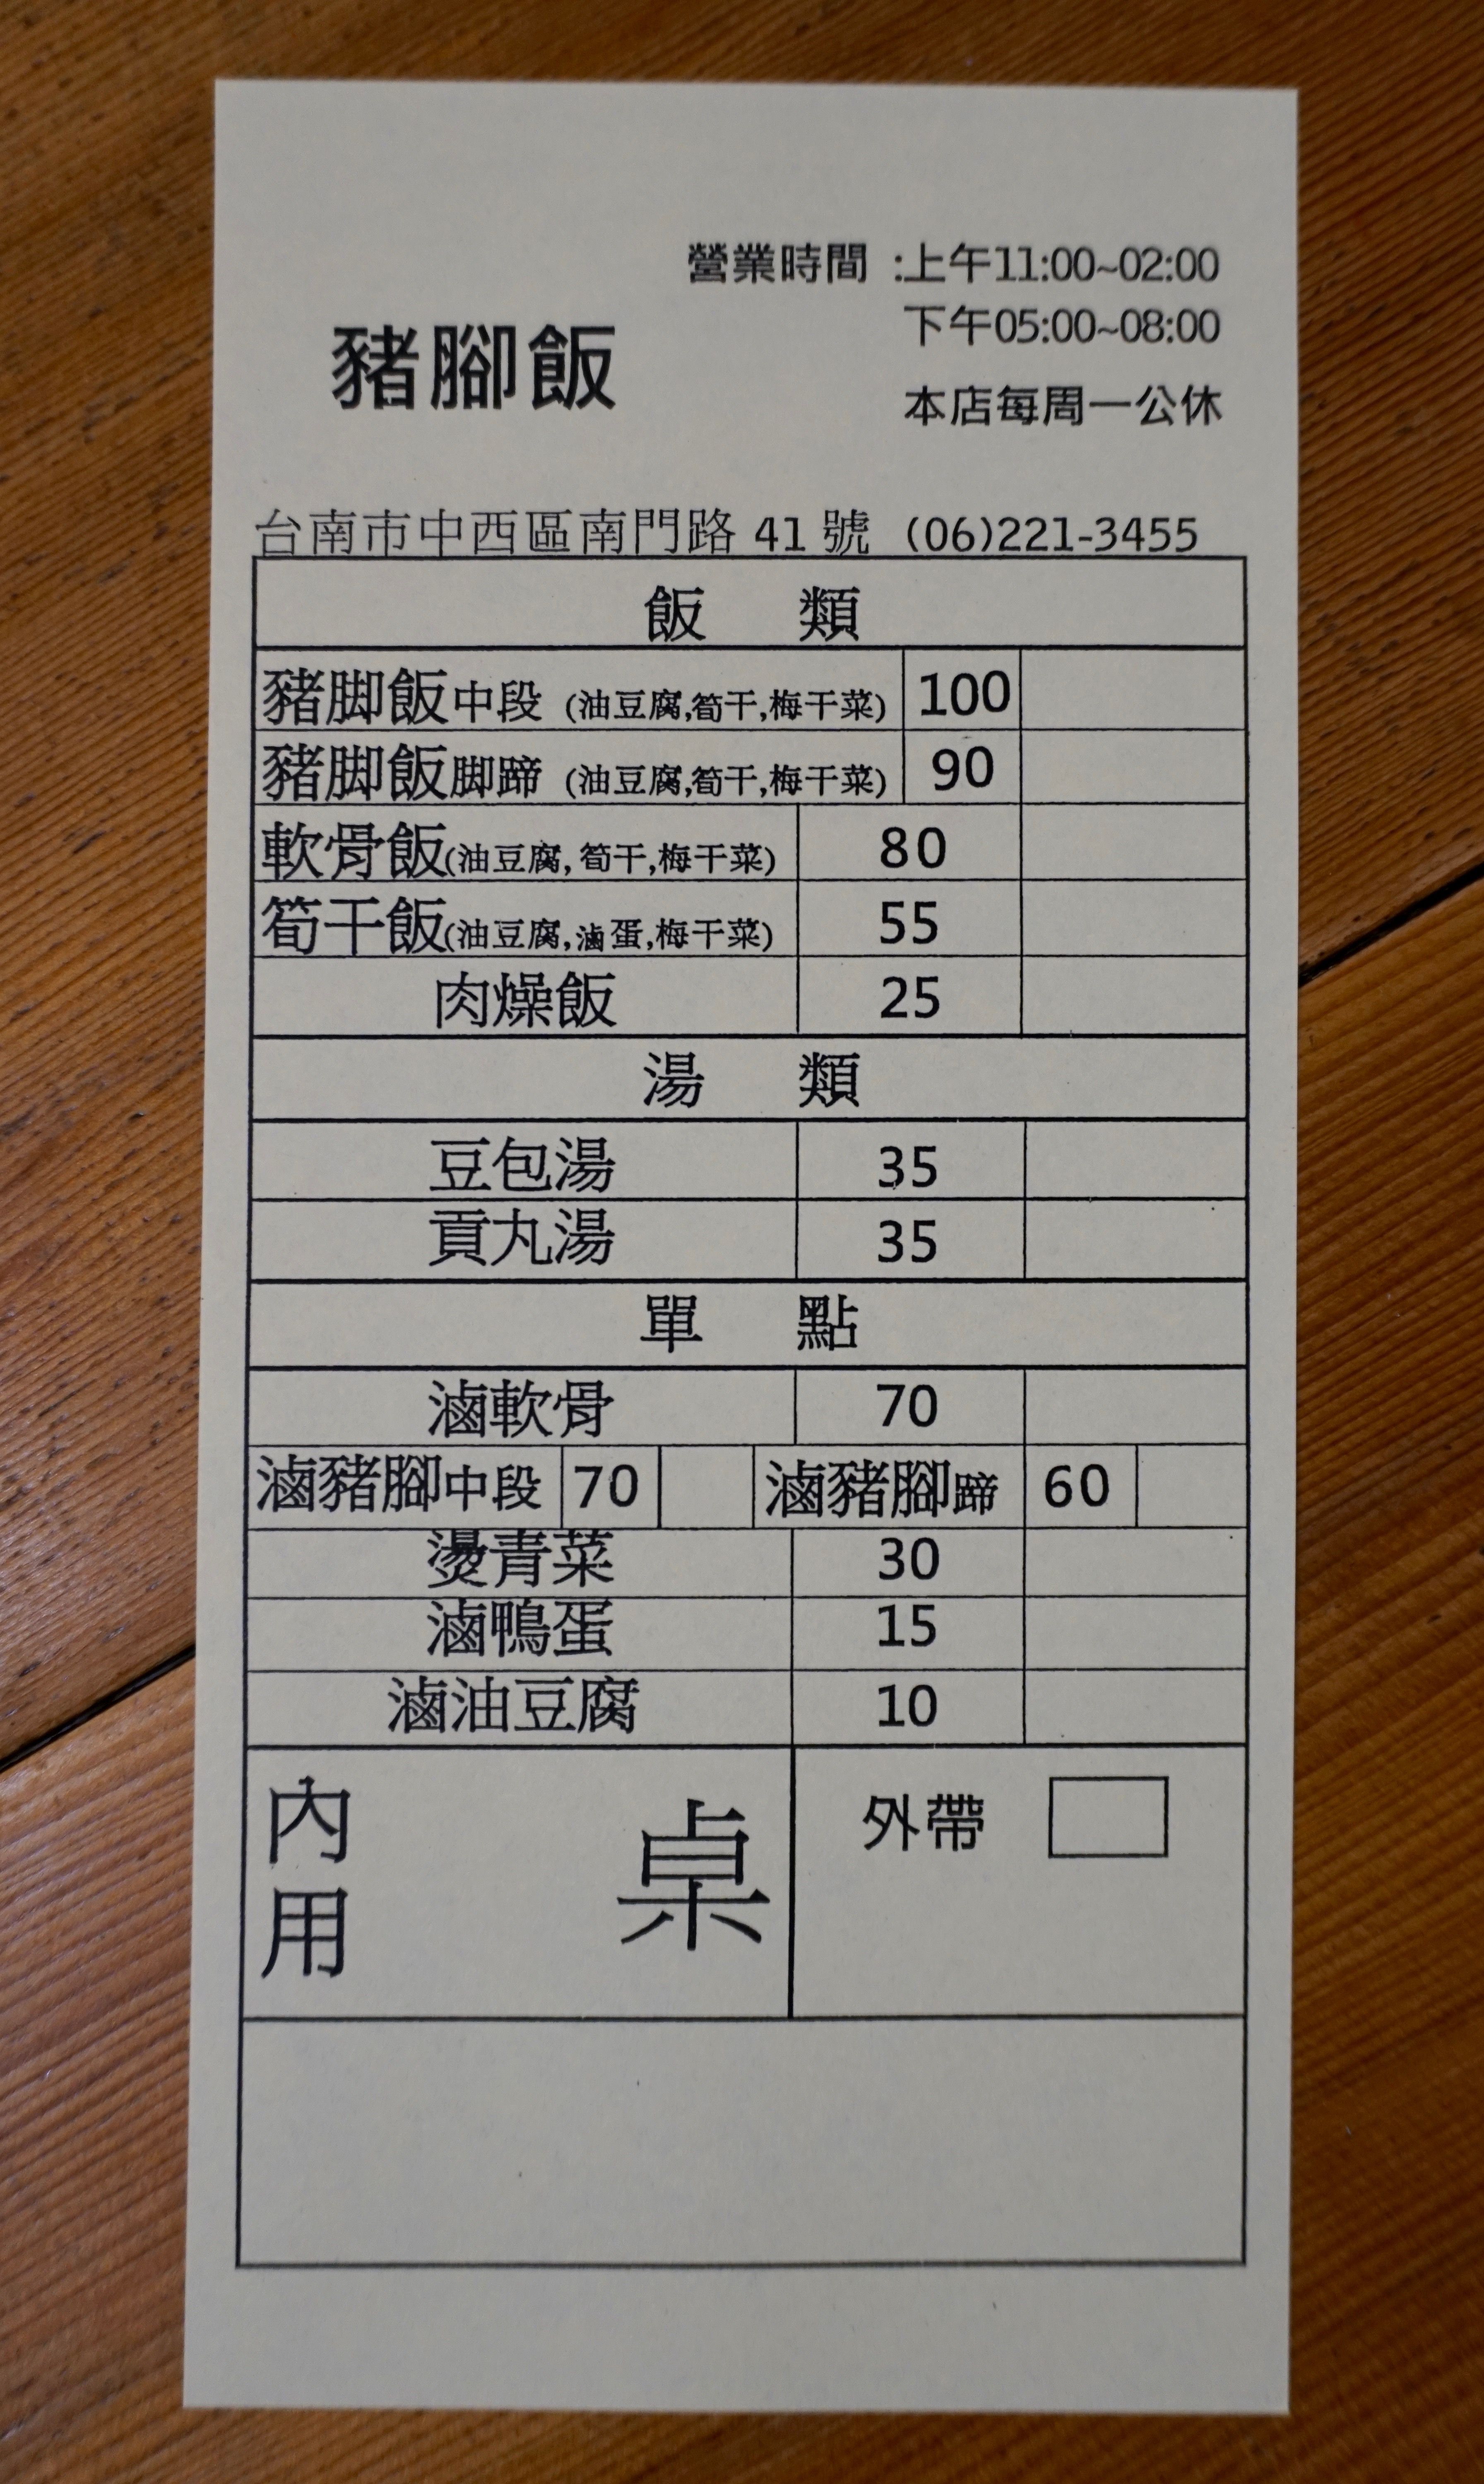 營業時間 :上午11:00~02:00
下午05:00~08:00
豬腳飯
本店每周一公休
台南市中西區南門路 41 號 (06)221-3455
飯 類
豬脚飯中段 (油豆腐,筍干,梅干菜) 100
豬脚飯脚蹄 (油豆腐,筍干,梅干菜) 90
軟骨飯(油豆腐,筍干,梅干菜) 80
筍干飯(油豆腐,滷蛋,梅干菜) 55
肉燥飯 25
湯 類
豆包湯 35
貢丸湯 35
單 點
滷軟骨 70
滷豬腳中段 70 滷豬腳蹄 60
燙青菜 30
滷鴨蛋 15
滷油豆腐 10
內用 桌 外帶